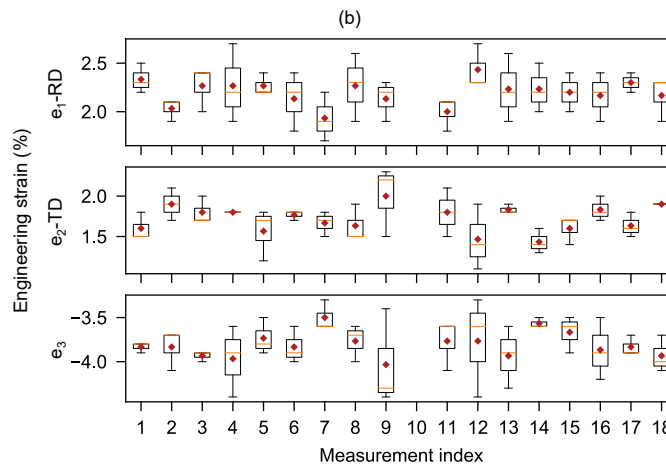 (b)
Engineering strain (%)
e₁-RD
2.5
2.0
e₂-TD
2.0
1.5
e₃
−3.5
−4.0
1 2 3 4 5 6 7 8 9 10 11 12 13 14 15 16 17 18
Measurement index